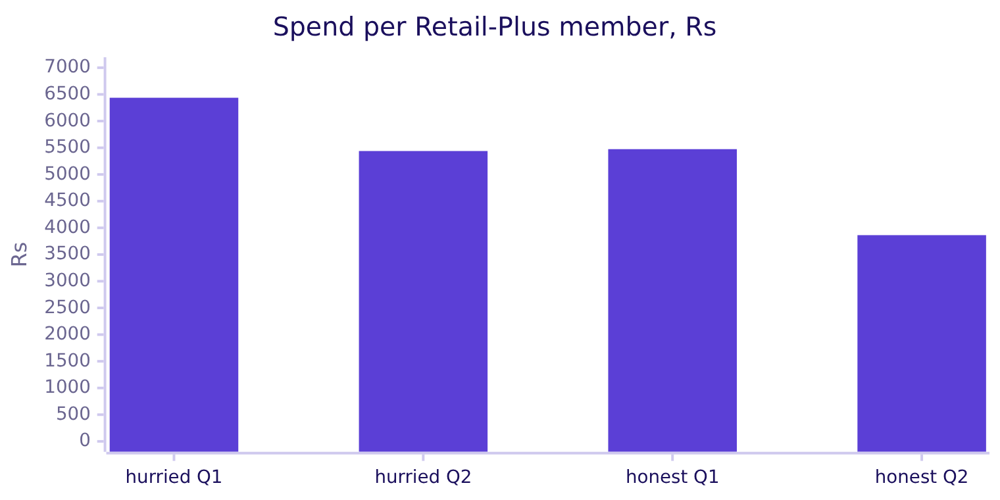 Spend per Retail-Plus member, Rs
7000
6500
6000
5500
5000
4500
4000
3500
3000
2500
2000
1500
1000
500
0
Rs
hurried Q1
hurried Q2
honest Q1
honest Q2